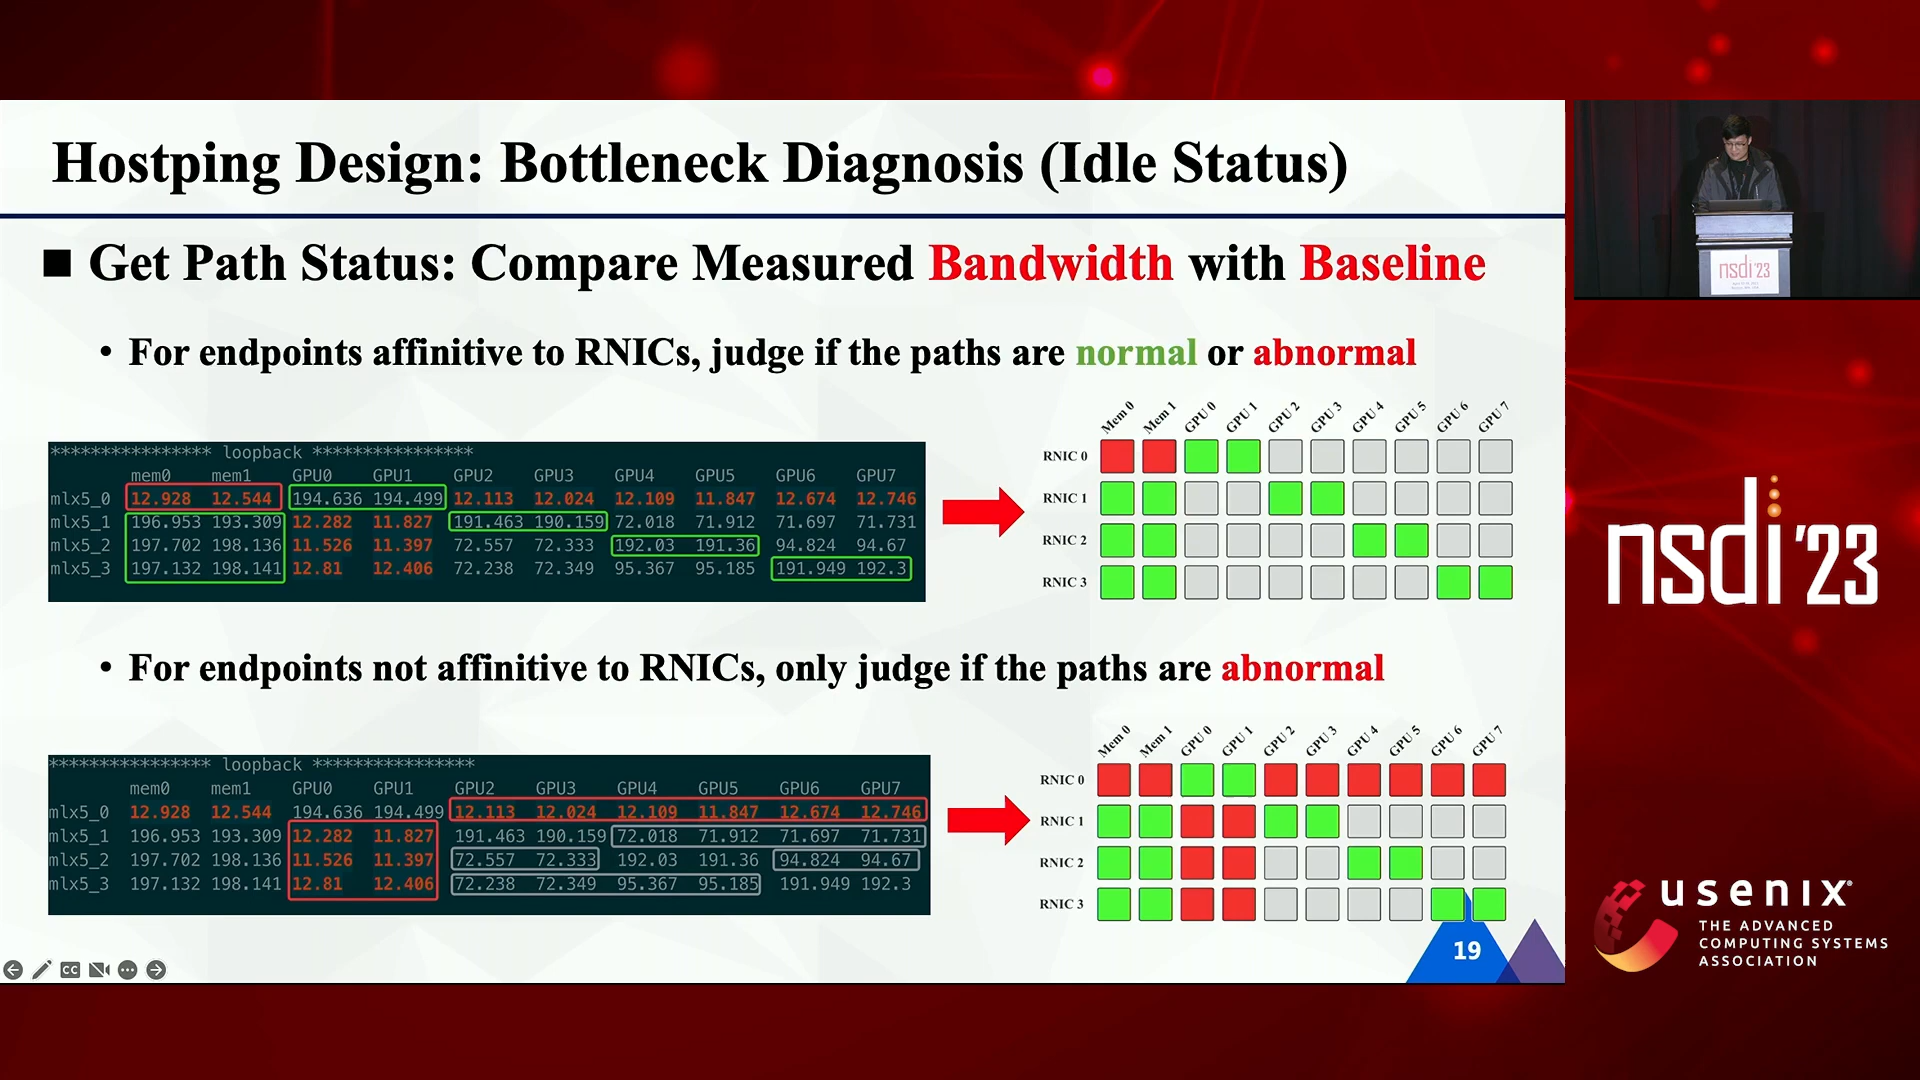 Hostping Design: Bottleneck Diagnosis (Idle Status)
■ Get Path Status: Compare Measured Bandwidth with Baseline
• For endpoints affinitive to RNICs, judge if the paths are normal or abnormal
**************** loopback ****************
mem0 mem1 GPU0 GPU1 GPU2 GPU3 GPU4 GPU5 GPU6 GPU7
mlx5_0 12.928 12.544 194.636 194.499 12.113 12.024 12.109 11.847 12.674 12.746
mlx5_1 196.953 193.309 12.282 11.827 191.463 190.159 72.018 71.912 71.697 71.731
mlx5_2 197.702 198.136 11.526 11.397 72.557 72.333 192.03 191.36 94.824 94.67
mlx5_3 197.132 198.141 12.81 12.406 72.238 72.349 95.367 95.185 191.949 192.3
Mem 0 Mem 1 GPU 0 GPU 1 GPU 2 GPU 3 GPU 4 GPU 5 GPU 6 GPU 7
RNIC 0
RNIC 1
RNIC 2
RNIC 3
• For endpoints not affinitive to RNICs, only judge if the paths are abnormal
**************** loopback ****************
mem0 mem1 GPU0 GPU1 GPU2 GPU3 GPU4 GPU5 GPU6 GPU7
mlx5_0 12.928 12.544 194.636 194.499 12.113 12.024 12.109 11.847 12.674 12.746
mlx5_1 196.953 193.309 12.282 11.827 191.463 190.159 72.018 71.912 71.697 71.731
mlx5_2 197.702 198.136 11.526 11.397 72.557 72.333 192.03 191.36 94.824 94.67
mlx5_3 197.132 198.141 12.81 12.406 72.238 72.349 95.367 95.185 191.949 192.3
Mem 0 Mem 1 GPU 0 GPU 1 GPU 2 GPU 3 GPU 4 GPU 5 GPU 6 GPU 7
RNIC 0
RNIC 1
RNIC 2
RNIC 3
CC
19
nsdi'23
nsdi'23
usenix®
THE ADVANCED
COMPUTING SYSTEMS
ASSOCIATION